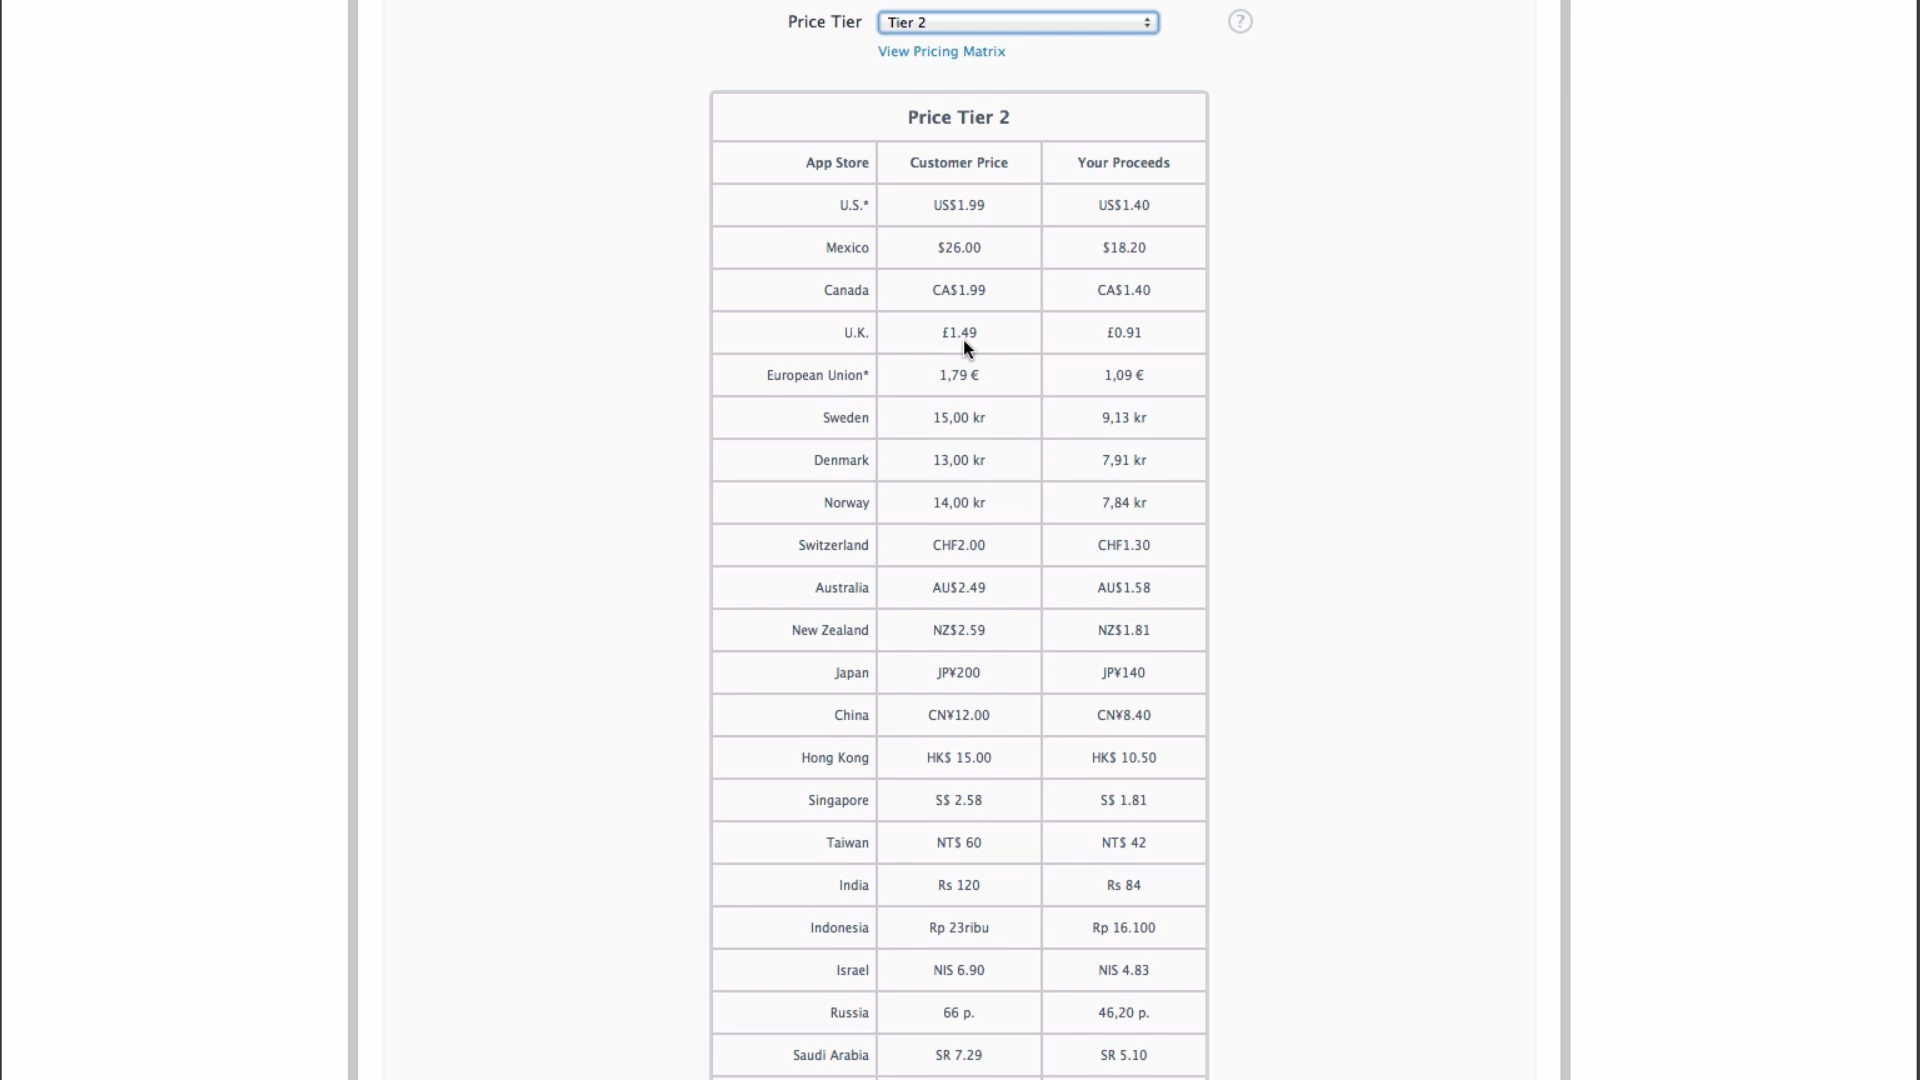 Price Tier Tier 2 ?
View Pricing Matrix
Price Tier 2
App Store Customer Price Your Proceeds
U.S.* US$1.99 US$1.40
Mexico $26.00 $18.20
Canada CA$1.99 CA$1.40
U.K. £1.49 £0.91
European Union* 1,79 € 1,09 €
Sweden 15,00 kr 9,13 kr
Denmark 13,00 kr 7,91 kr
Norway 14,00 kr 7,84 kr
Switzerland CHF2.00 CHF1.30
Australia AU$2.49 AU$1.58
New Zealand NZ$2.59 NZ$1.81
Japan JP¥200 JP¥140
China CN¥12.00 CN¥8.40
Hong Kong HK$ 15.00 HK$ 10.50
Singapore S$ 2.58 S$ 1.81
Taiwan NT$ 60 NT$ 42
India Rs 120 Rs 84
Indonesia Rp 23ribu Rp 16.100
Israel NIS 6.90 NIS 4.83
Russia 66 p. 46,20 p.
Saudi Arabia SR 7.29 SR 5.10